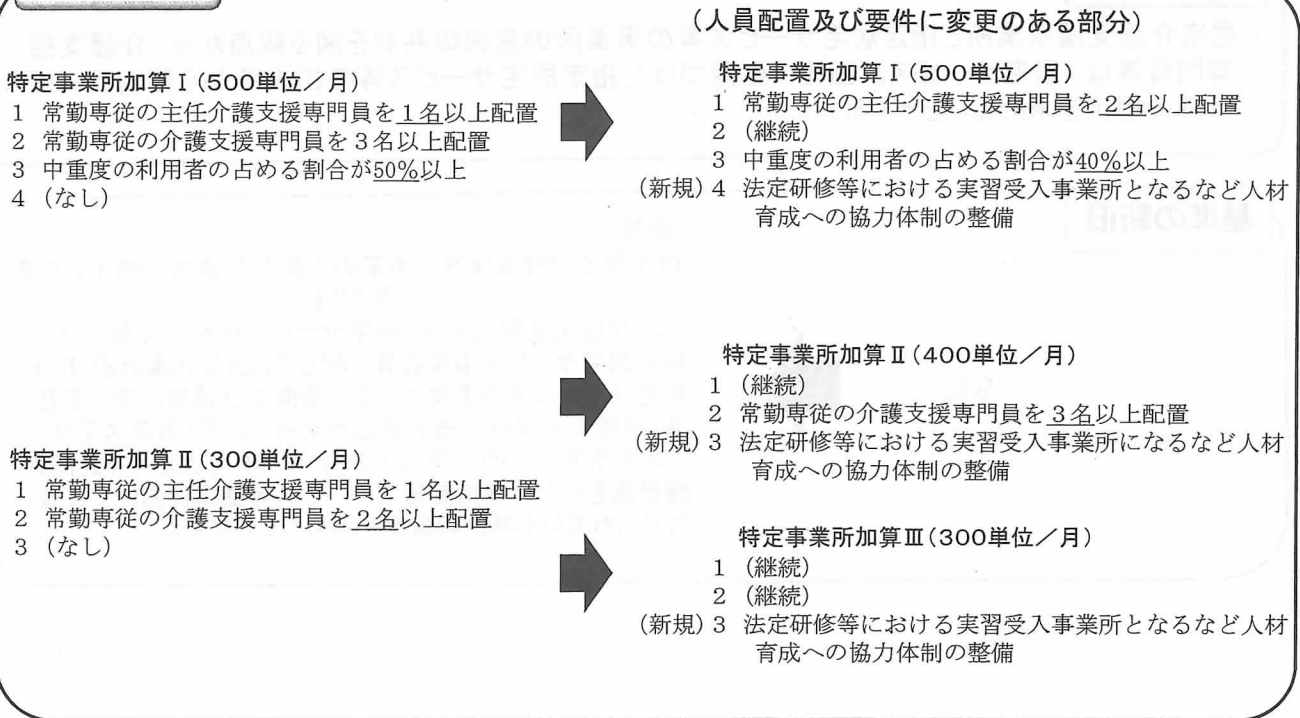 (人員配置及び要件に変更のある部分)
特定事業所加算Ⅰ(500単位/月)
1 常勤専従の主任介護支援専門員を1名以上配置
2 常勤専従の介護支援専門員を3名以上配置
3 中重度の利用者の占める割合が50%以上
4 (なし)
特定事業所加算Ⅰ(500単位/月)
1 常勤専従の主任介護支援専門員を2名以上配置
2 (継続)
3 中重度の利用者の占める割合が40%以上
(新規) 4 法定研修等における実習受入事業所となるなど人材
育成への協力体制の整備
特定事業所加算Ⅱ(300単位/月)
1 常勤専従の主任介護支援専門員を1名以上配置
2 常勤専従の介護支援専門員を2名以上配置
3 (なし)
特定事業所加算Ⅱ(400単位/月)
1 (継続)
2 常勤専従の介護支援専門員を3名以上配置
(新規) 3 法定研修等における実習受入事業所になるなど人材
育成への協力体制の整備
特定事業所加算Ⅲ(300単位/月)
1 (継続)
2 (継続)
(新規) 3 法定研修等における実習受入事業所となるなど人材
育成への協力体制の整備